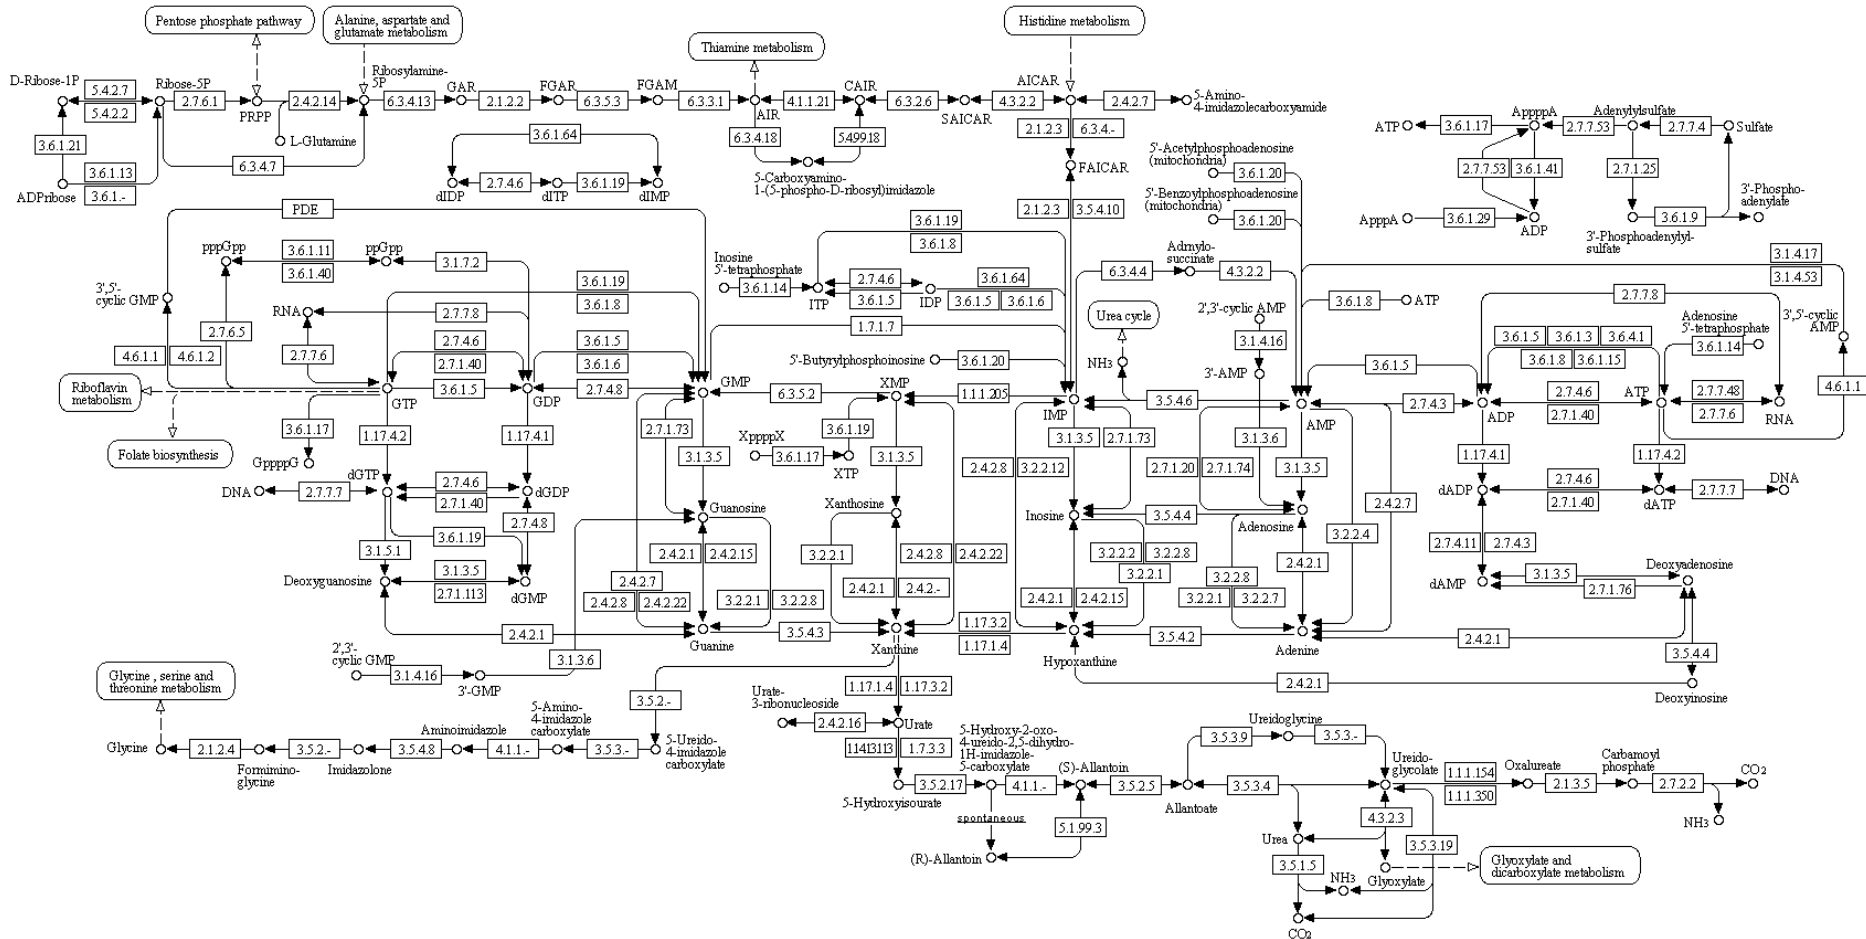 Pentose phosphate pathway
Alanine, aspartate and
glutamate metabolism
Thiamine metabolism
Histidine metabolism
D-Ribose-1P
5.4.2.7
5.4.2.2
Ribose-5P
2.7.6.1
PRPP
2.4.2.14
Ribosylamine-
5P
6.3.4.13
GAR
2.1.2.2
FGAR
6.3.5.3
FGAM
6.3.3.1
AIR
4.1.1.21
CAIR
6.3.2.6
SAICAR
4.3.2.2
AICAR
2.4.2.7
5-Amino-
4-imidazolecarboxyamide
3.6.1.21
L-Glutamine
6.3.4.7
3.6.1.13
3.6.1.-
ADPribose
3.6.1.64
dIDP
2.7.4.6
dITP
3.6.1.19
dIMP
6.3.4.18
5.4.99.18
5-Carboxyamino-
1-(5-phospho-D-ribosyl)imidazole
2.1.2.3
6.3.4.-
FAICAR
2.1.2.3
3.5.4.10
5'-Acetylphosphoadenosine
(mitochondria)
3.6.1.20
5'-Benzoylphosphoadenosine
(mitochondria)
3.6.1.20
ATP
3.6.1.17
AppppA
2.7.7.53
Adenylylsulfate
2.7.7.4
Sulfate
2.7.7.53
3.6.1.41
2.7.1.25
3'-Phospho-
adenylate
ApppA
3.6.1.29
ADP
3.6.1.9
3'-Phosphoadenylyl-
sulfate
PDE
pppGpp
3.6.1.11
3.6.1.40
ppGpp
3.1.7.2
3',5'-
cyclic GMP
RNA
2.7.7.8
3.6.1.19
3.6.1.8
2.7.6.5
2.7.7.6
2.7.4.6
2.7.1.40
3.6.1.5
3.6.1.6
4.6.1.1
4.6.1.2
Inosine
5'-tetraphosphate
3.6.1.14
3.6.1.19
3.6.1.8
ITP
2.7.4.6
3.6.1.5
IDP
3.6.1.64
3.6.1.5
3.6.1.6
1.7.1.7
5'-Butyrylphosphoinosine
3.6.1.20
6.3.4.4
Adrnylo-
succinate
4.3.2.2
Urea cycle
NH3
2',3'-cyclic AMP
3.1.4.16
3'-AMP
3.6.1.8
ATP
3.1.4.17
3.1.4.53
2.7.7.8
3.6.1.5
3.6.1.3
3.6.4.1
3.6.1.8
3.6.1.15
Adenosine
5'-tetraphosphate
3.6.1.14
3',5'-cyclic
AMP
4.6.1.1
Riboflavin
metabolism
Folate biosynthesis
GTP
3.6.1.5
GDP
2.7.4.8
GMP
6.3.5.2
XMP
1.1.1.205
IMP
3.5.4.6
AMP
3.6.1.5
2.7.4.3
ADP
2.7.4.6
2.7.1.40
ATP
2.7.7.48
2.7.7.6
RNA
3.6.1.17
GppppG
1.17.4.2
1.17.4.1
2.7.1.73
3.1.3.5
XppppX
3.6.1.17
XTP
3.6.1.19
3.1.3.5
2.4.2.8
3.2.2.12
3.1.3.5
2.7.1.73
2.7.1.20
2.7.1.74
3.1.3.6
3.1.3.5
2.4.2.7
1.17.4.1
1.17.4.2
DNA
2.7.7.7
dGTP
2.7.4.6
2.7.1.40
dGDP
Guanosine
Xanthosine
Inosine
3.5.4.4
Adenosine
3.2.2.4
dADP
2.7.4.6
2.7.1.40
dATP
2.7.7.7
DNA
3.1.5.1
3.6.1.19
2.7.4.8
2.4.2.1
2.4.2.15
3.2.2.1
2.4.2.8
2.4.2.22
3.2.2.2
3.2.2.8
3.2.2.1
2.4.2.1
2.7.4.11
2.7.4.3
Deoxyguanosine
3.1.3.5
2.7.1.113
dGMP
2.4.2.7
2.4.2.8
2.4.2.22
3.2.2.1
3.2.2.8
2.4.2.1
2.4.2.-
2.4.2.1
2.4.2.15
3.2.2.8
3.2.2.1
3.2.2.7
dAMP
3.1.3.5
2.7.1.76
Deoxyadenosine
2.4.2.1
Guanine
3.5.4.3
Xanthine
1.17.3.2
1.17.1.4
Hypoxanthine
3.5.4.2
Adenine
2.4.2.1
3.5.4.4
2',3'-
cyclic GMP
3.1.4.16
3'-GMP
3.1.3.6
2.4.2.1
Deoxyinosine
Glycine , serine and
threonine metabolism
3.5.2.-
1.17.1.4
1.17.3.2
Urate-
3-ribonucleoside
2.4.2.16
Urate
Glycine
2.1.2.4
Formimino-
glycine
3.5.2.-
Imidazolone
3.5.4.8
Aminoimidazole
4.1.1.-
5-Amino-
4-imidazole
carboxylate
3.5.3.-
5-Ureido-
4-imidazole
carboxylate
1.14.13.113
1.7.3.3
5-Hydroxy-2-oxo-
4-ureido-2,5-dihydro-
1H-imidazole-
5-carboxylate
5-Hydroxyisourate
3.5.2.17
4.1.1.-
(S)-Allantoin
3.5.2.5
Allantoate
3.5.3.9
Ureidoglycine
3.5.3.-
3.5.3.4
Ureido-
glycolate
1.1.1.154
1.1.1.350
Oxalureate
2.1.3.5
Carbamoyl
phosphate
2.7.2.2
CO2
NH3
spontaneous
5.1.99.3
(R)-Allantoin
Urea
4.3.2.3
3.5.3.19
3.5.1.5
NH3
Glyoxylate
Glyoxylate and
dicarboxylate metabolism
CO2